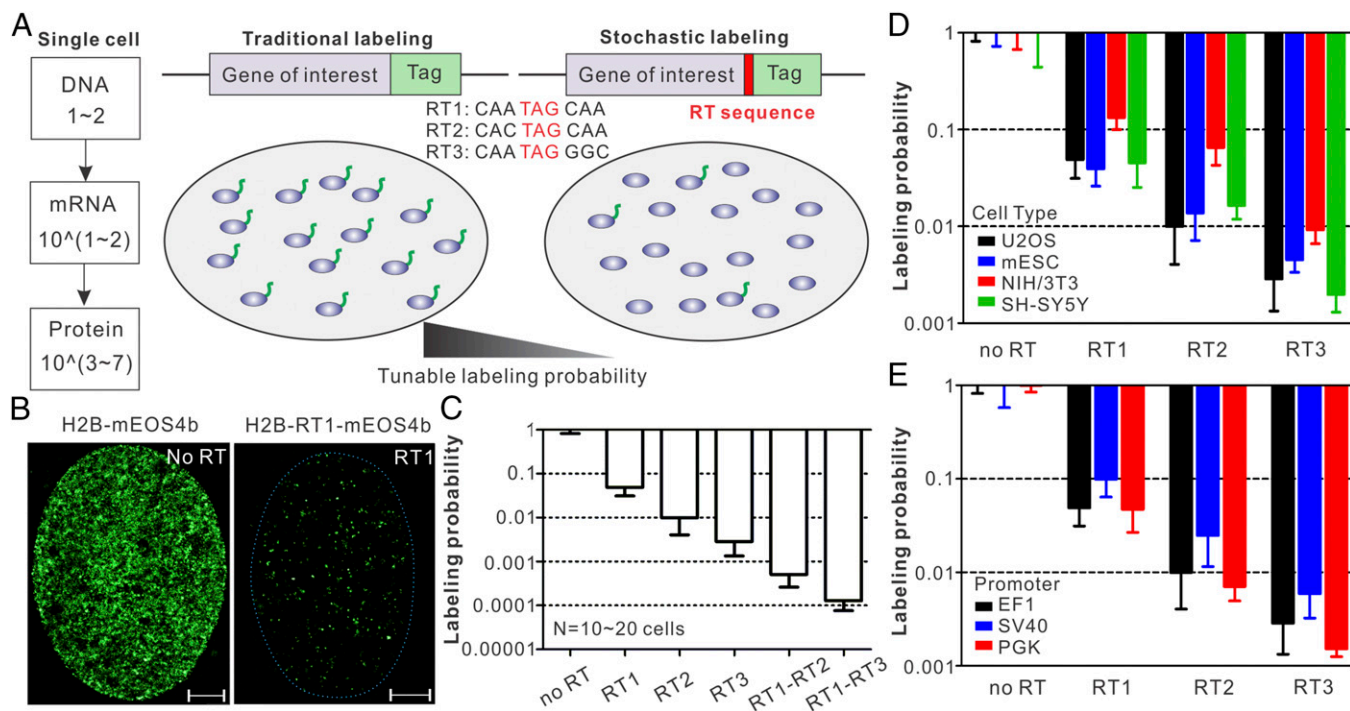 A
Single cell
DNA
1~2
mRNA
10^(1~2)
Protein
10^(3~7)
Traditional labeling
Gene of interest
Tag
Stochastic labeling
Gene of interest
Tag
RT sequence
RT1: CAA TAG CAA
RT2: CAC TAG CAA
RT3: CAA TAG GGC
Tunable labeling probability
B
H2B-mEOS4b
No RT
H2B-RT1-mEOS4b
RT1
C
Labeling probability
1
0.1
0.01
0.001
0.0001
0.00001
N=10~20 cells
no RT
RT1
RT2
RT3
RT1-RT2
RT1-RT3
D
Labeling probability
1
0.1
0.01
0.001
Cell Type
U2OS
mESC
NIH/3T3
SH-SY5Y
no RT
RT1
RT2
RT3
E
Labeling probability
1
0.1
0.01
0.001
Promoter
EF1
SV40
PGK
no RT
RT1
RT2
RT3